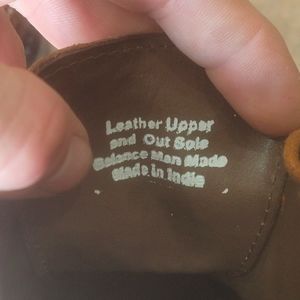 Leather Upper
and Out Sole
Balance Man Made
Made In India